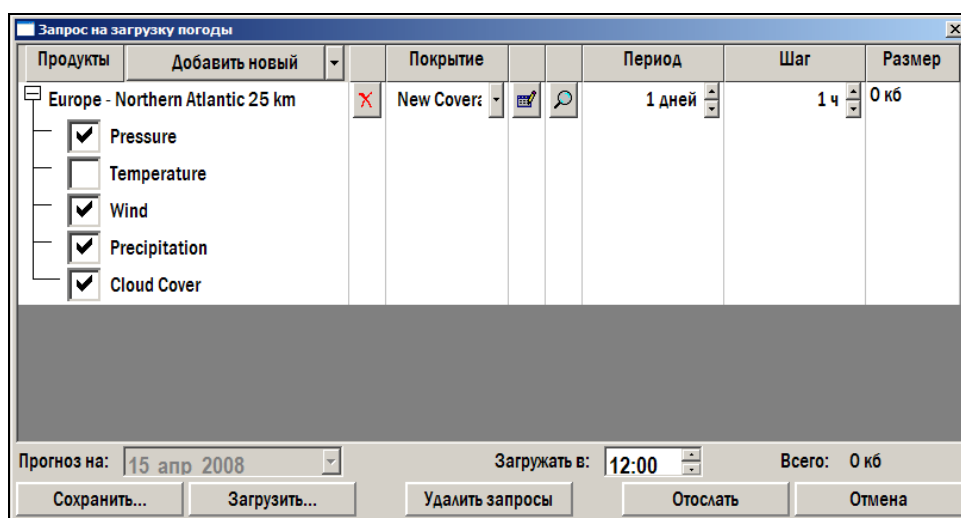 Запрос на загрузку погоды
Продукты Добавить новый Покрытие Период Шаг Размер
Europe - Northern Atlantic 25 km New Covera 1 дней 1 ч 0 кб
Pressure
Temperature
Wind
Precipitation
Cloud Cover
Прогноз на: 15 апр 2008 Загружать в: 12:00 Всего: 0 кб
Сохранить... Загрузить... Удалить запросы Отослать Отмена